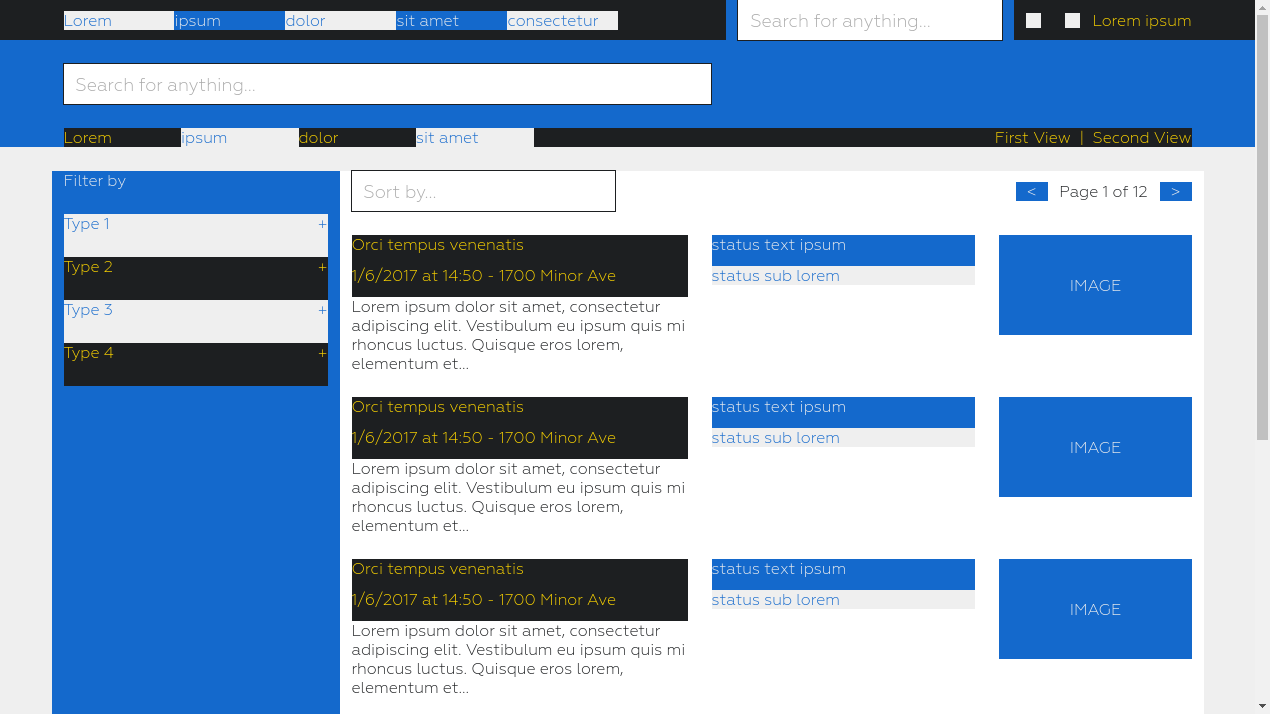 Lorem ipsum dolor sit amet consectetur Search for anything... Lorem ipsum
Search for anything...
Lorem ipsum dolor sit amet First View | Second View
Filter by
Type 1 +
Type 2 +
Type 3 +
Type 4 +
Sort by... < Page 1 of 12 >
Orci tempus venenatis
1/6/2017 at 14:50 - 1700 Minor Ave
Lorem ipsum dolor sit amet, consectetur
adipiscing elit. Vestibulum eu ipsum quis mi
rhoncus luctus. Quisque eros lorem,
elementum et...
status text ipsum
status sub lorem
IMAGE
Orci tempus venenatis
1/6/2017 at 14:50 - 1700 Minor Ave
Lorem ipsum dolor sit amet, consectetur
adipiscing elit. Vestibulum eu ipsum quis mi
rhoncus luctus. Quisque eros lorem,
elementum et...
status text ipsum
status sub lorem
IMAGE
Orci tempus venenatis
1/6/2017 at 14:50 - 1700 Minor Ave
Lorem ipsum dolor sit amet, consectetur
adipiscing elit. Vestibulum eu ipsum quis mi
rhoncus luctus. Quisque eros lorem,
elementum et...
status text ipsum
status sub lorem
IMAGE